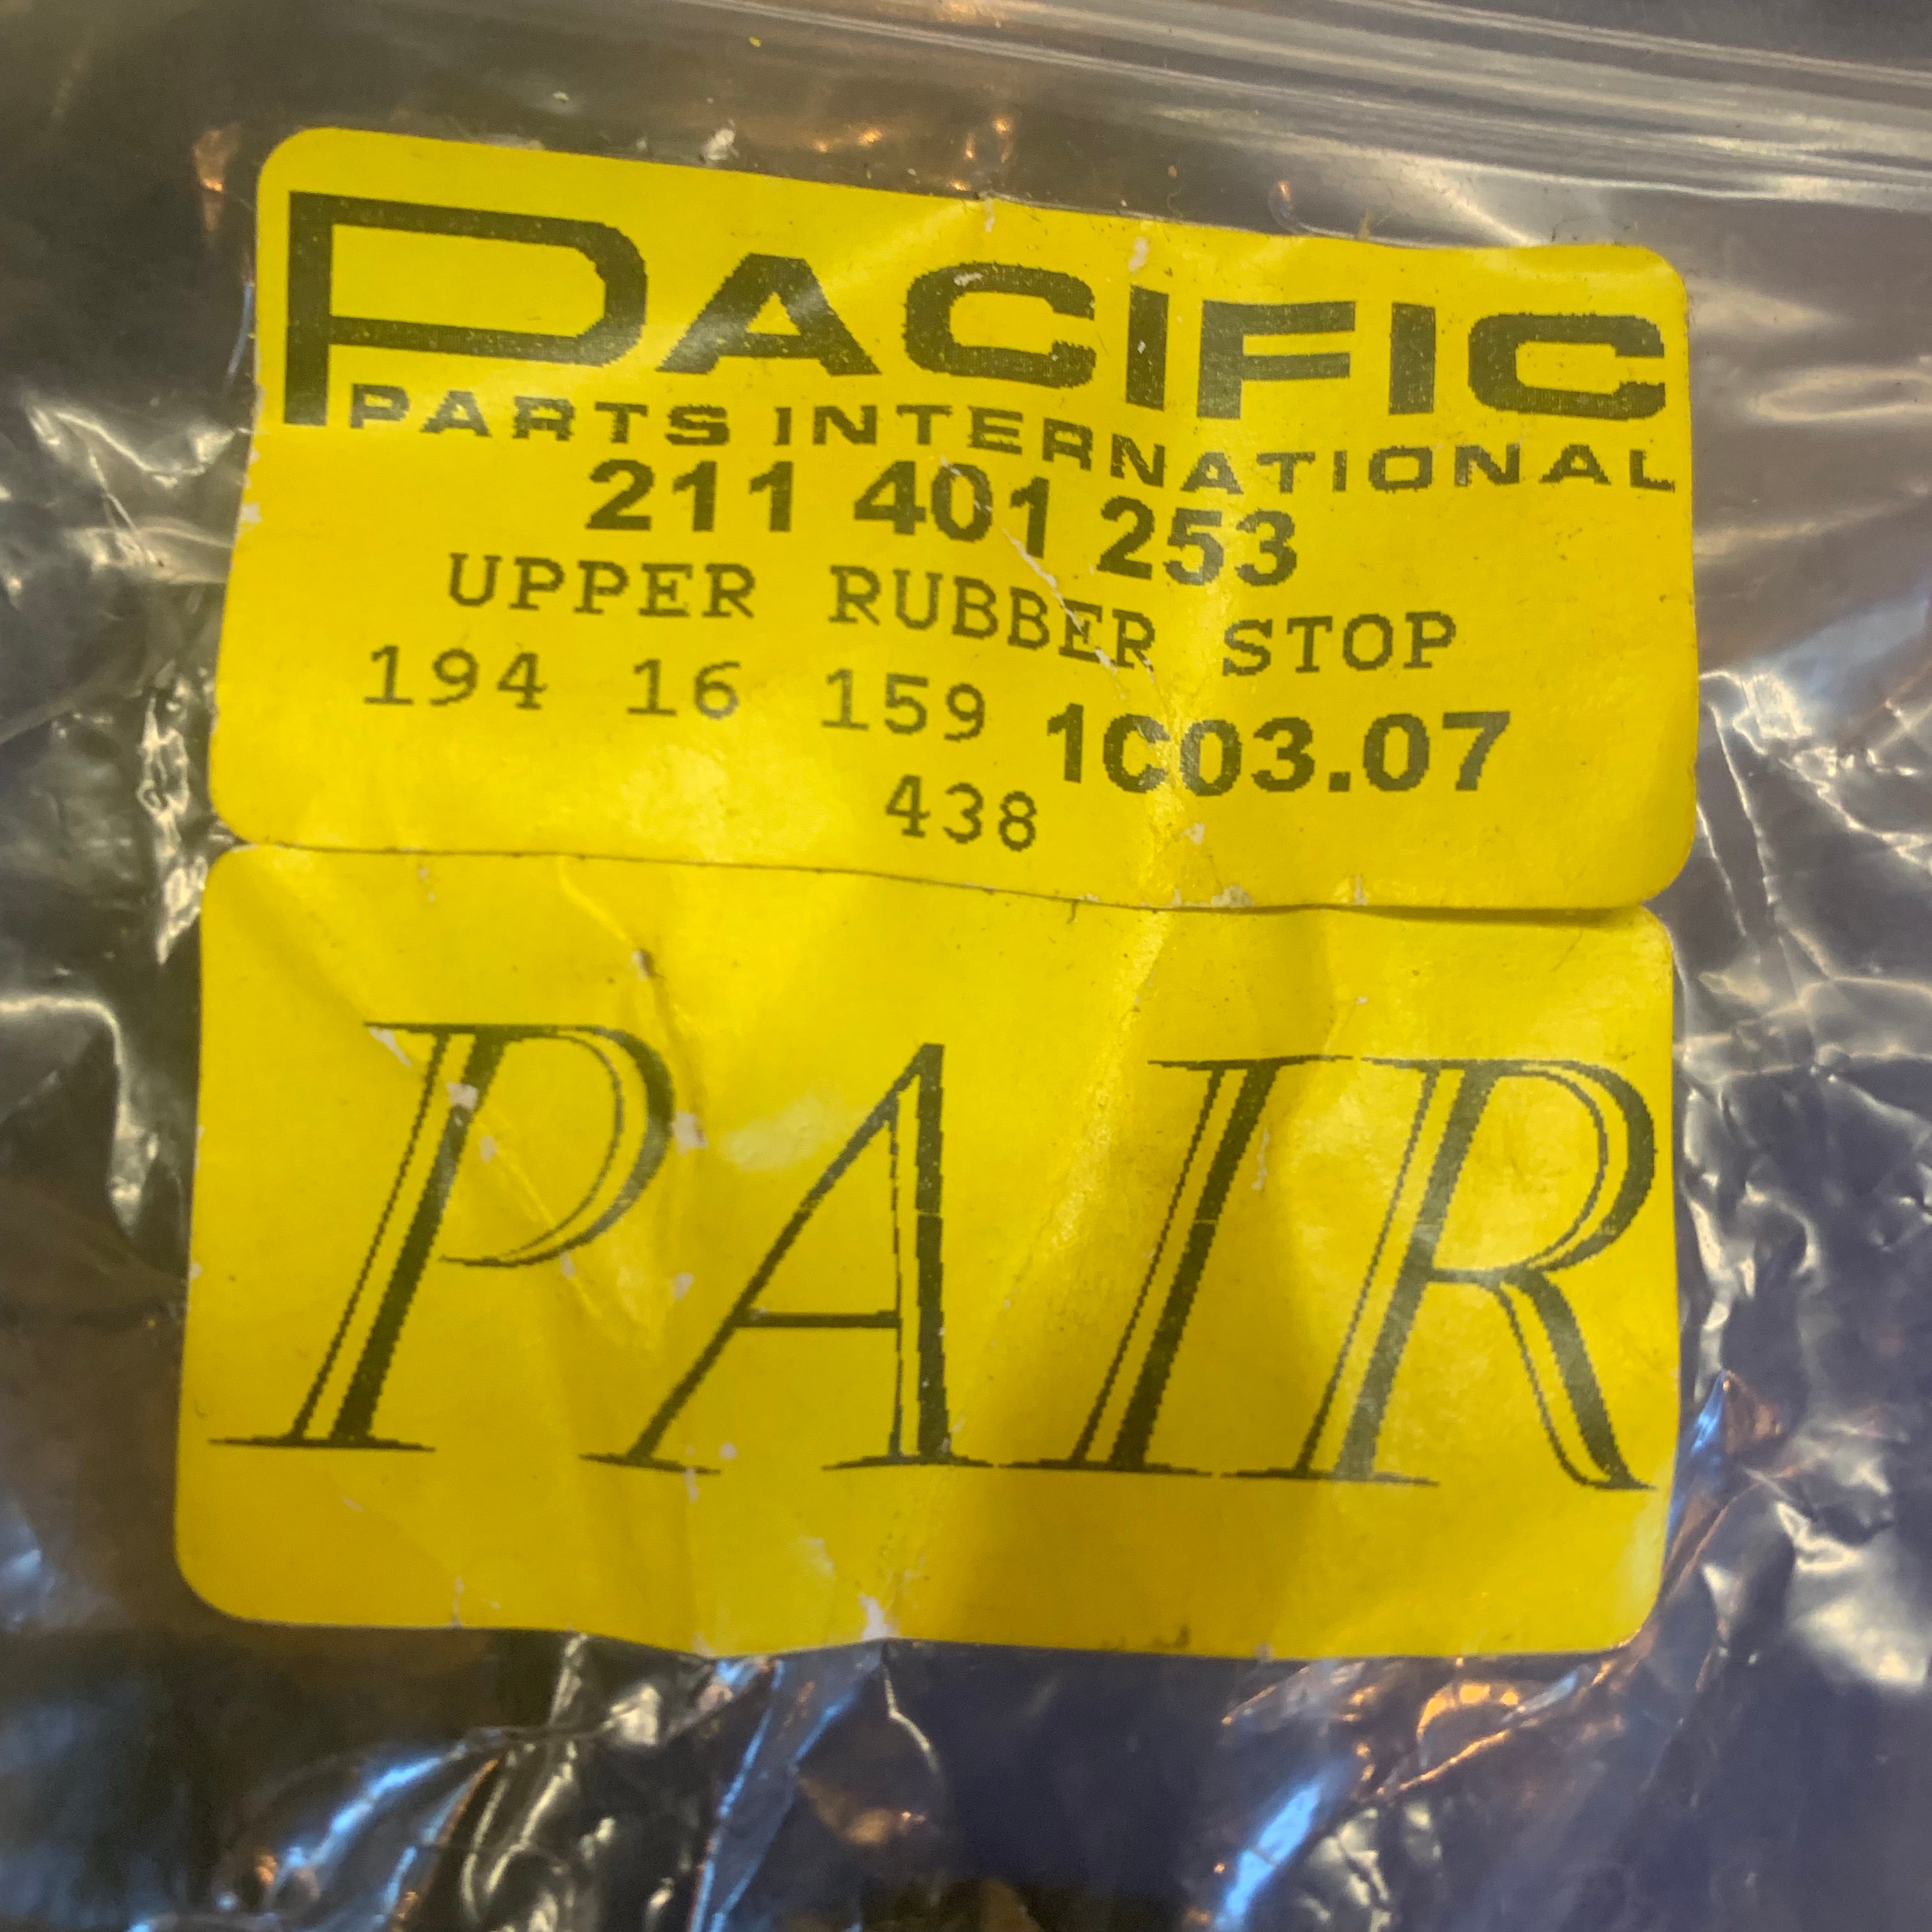 PACIFIC
PARTS INTERNATIONAL
211 401 253
UPPER RUBBER STOP
194 16 159 1C03.07
438
PAIR